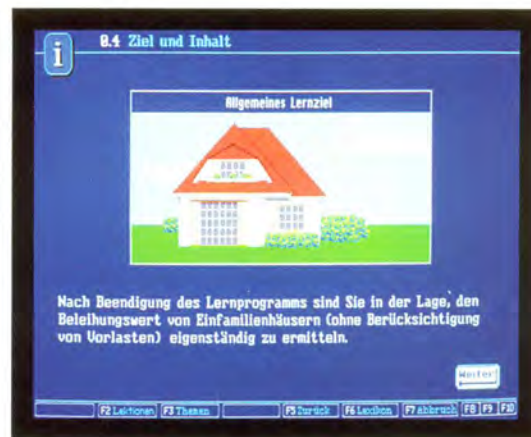 i
0.4 Ziel und Inhalt
Allgemeines Lernziel
Nach Beendigung des Lernprogramms sind Sie in der Lage, den
Beleihungswert von Einfamilienhäusern (ohne Berücksichtigung
von Vorlasten) eigenständig zu ermitteln.
Weiter
F2 Lektionen F3 Themen F5 Zurück F6 Lexikon F7 Abbruch F8 F9 F10